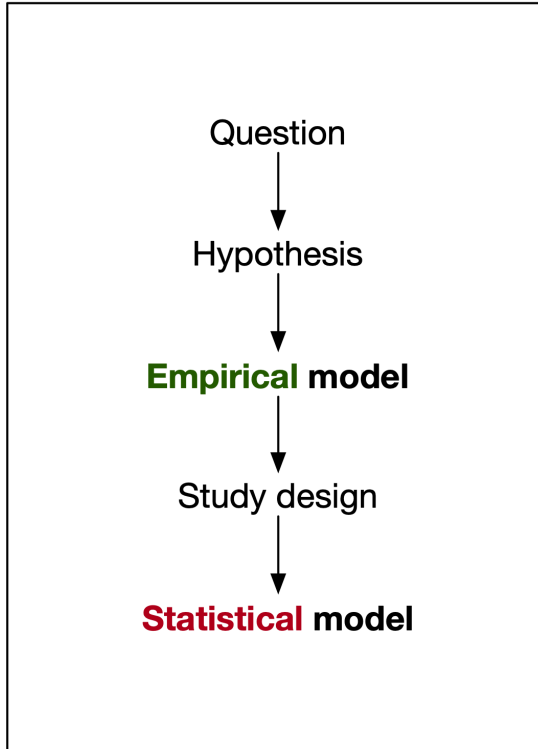 Question
Hypothesis
Empirical model
Study design
Statistical model